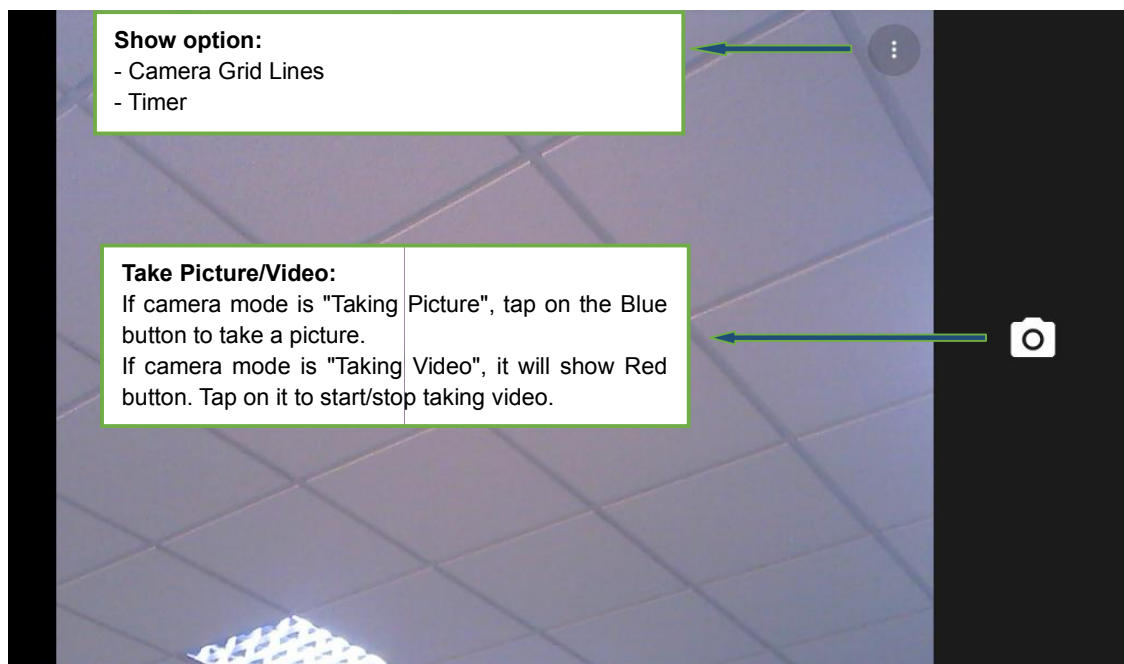 Show option:
- Camera Grid Lines
- Timer
Take Picture/Video:
If camera mode is "Taking Picture", tap on the Blue
button to take a picture.
If camera mode is "Taking Video", it will show Red
button. Tap on it to start/stop taking video.